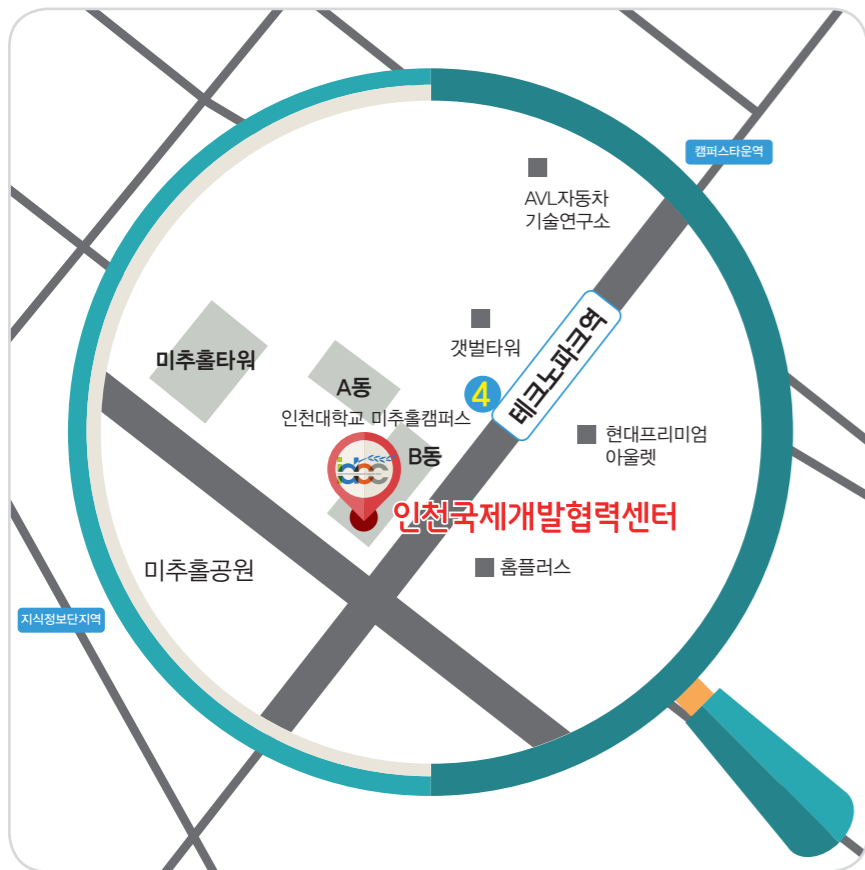 캠퍼스타운역
AVL자동차
기술연구소
테크노파크역
갯벌타워
미추홀타워
A동
4
인천대학교 미추홀캠퍼스
현대프리미엄
아울렛
B동
idcc
인천국제개발협력센터
홈플러스
미추홀공원
지식정보단지역